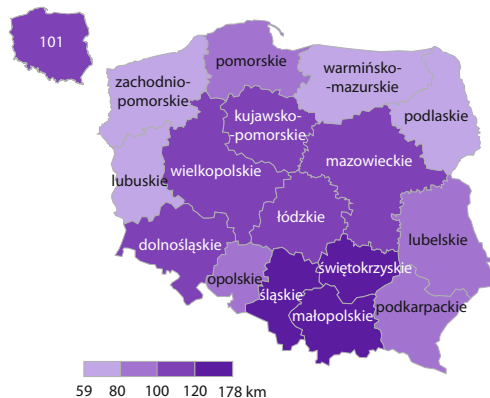 101
pomorskie
zachodnio-
pomorskie
warmińsko-
-mazurskie
podlaskie
kujawsko-
-pomorskie
mazowieckie
wielkopolskie
lubuskie
łódzkie
dolnośląskie
lubelskie
opolskie
śląskie
świętokrzyskie
małopolskie
podkarpackie
59 80 100 120 178 km